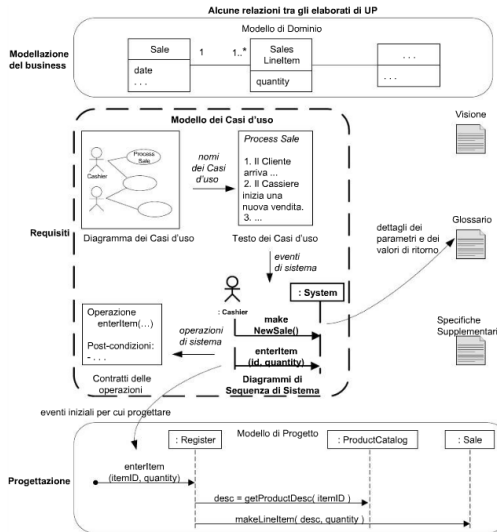 Alcune relazioni tra gli elaborati di UP
Modello di Dominio
Modellazione
del business
Sale
date
. . .
1
1..*
Sales
LineItem
quantity
. . .
. . .
Modello dei Casi d'uso
Requisiti
Process
Sale
Cashier
Diagramma dei Casi d'uso
nomi
dei Casi
d'uso
Process Sale
1. Il Cliente
arriva ...
2. Il Cassiere
inizia una
nuova vendita.
3. ...
Testo dei Casi d'uso
Visione
Glossario
Specifiche
Supplementari
dettagli dei
parametri e dei
valori di ritorno
eventi
di sistema
: Cashier
: System
make
NewSale()
enterItem
(id, quantity)
Diagrammi di
Sequenza di Sistema
operazioni
di sistema
Operazione
enterItem(…)
Post-condizioni:
- . . .
Contratti delle
operazioni
eventi iniziali per cui progettare
Progettazione
Modello di Progetto
: Register
: ProductCatalog
: Sale
enterItem
(itemID, quantity)
desc = getProductDesc( itemID )
makeLineItem( desc, quantity )